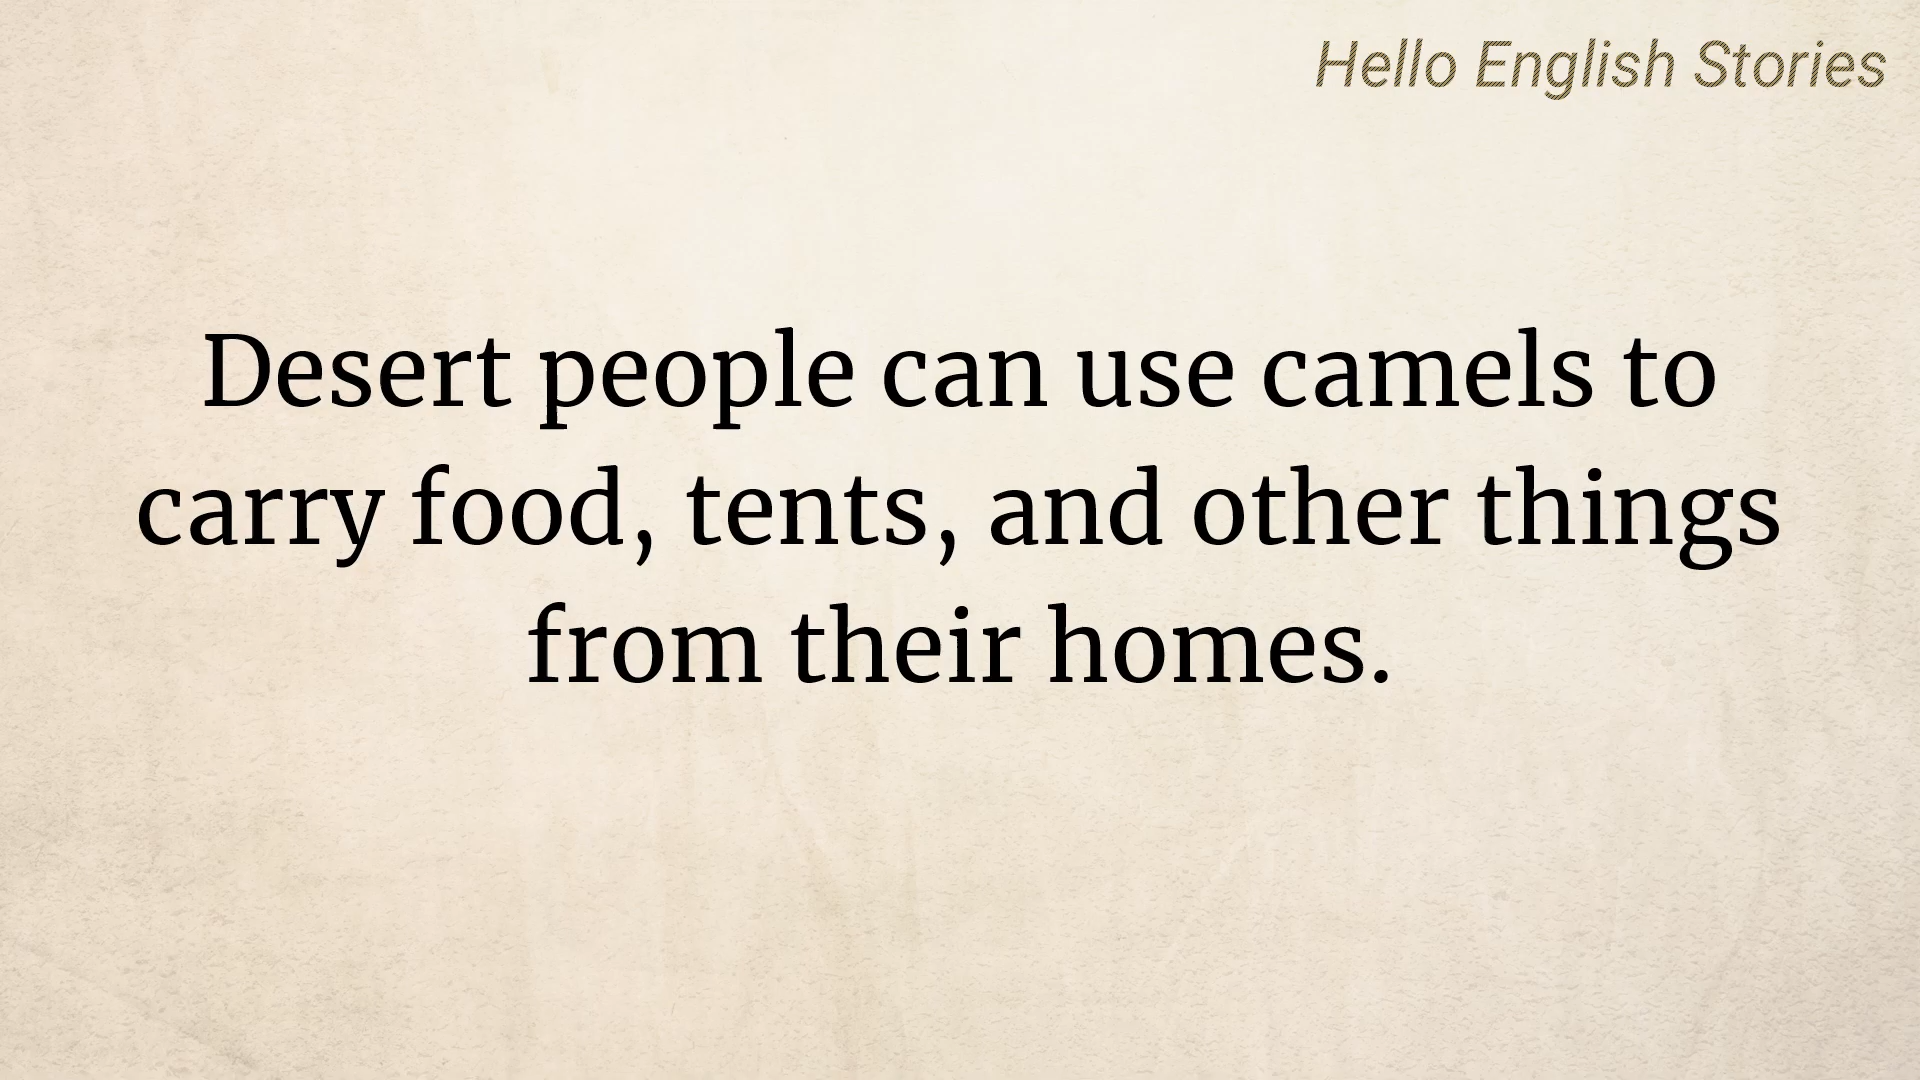 Hello English Stories
Desert people can use camels to
carry food, tents, and other things
from their homes.